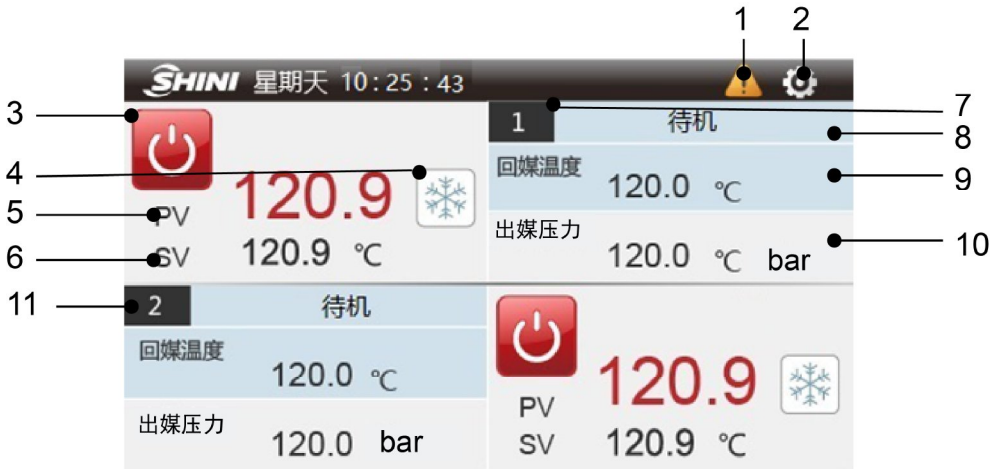 1 2
SHINI 星期天 10:25:43
3
7
1 待机
8
4
回媒温度
120.9
120.0 ℃
9
5
PV
出媒压力
10
6
SV 120.9 ℃
120.0 ℃ bar
11
2 待机
回媒温度
120.0 ℃
120.9
PV
出媒压力
120.0 bar
SV 120.9 ℃